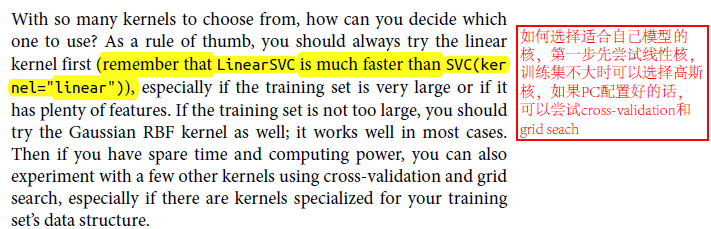 With so many kernels to choose from, how can you decide which
one to use? As a rule of thumb, you should always try the linear
kernel first (remember that LinearSVC is much faster than SVC(ker
nel="linear")), especially if the training set is very large or if it
has plenty of features. If the training set is not too large, you should
try the Gaussian RBF kernel as well; it works well in most cases.
Then if you have spare time and computing power, you can also
experiment with a few other kernels using cross-validation and grid
search, especially if there are kernels specialized for your training
set’s data structure.
如何选择适合自己模型的
核，第一步先尝试线性核，
训练集不大时可以选择高斯
核，如果PC配置好的话，
可以尝试cross-validation和
grid seach